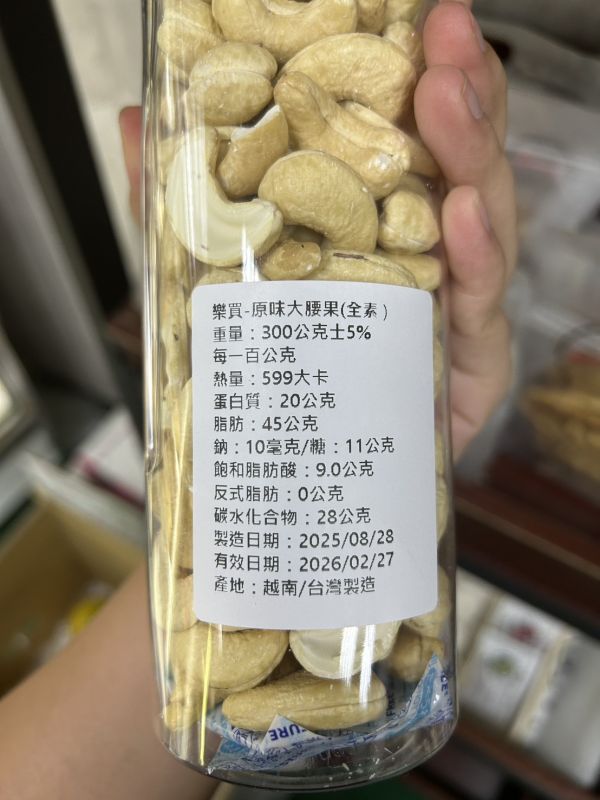 樂買-原味大腰果(全素）
重量：300公克士5%
每一百公克
熱量：599大卡
蛋白質：20公克
脂肪：45公克
鈉：10毫克/糖：11公克
飽和脂肪酸：9.0公克
反式脂肪：0公克
碳水化合物：28公克
製造日期：2025/08/28
有效日期：2026/02/27
產地：越南/台灣製造